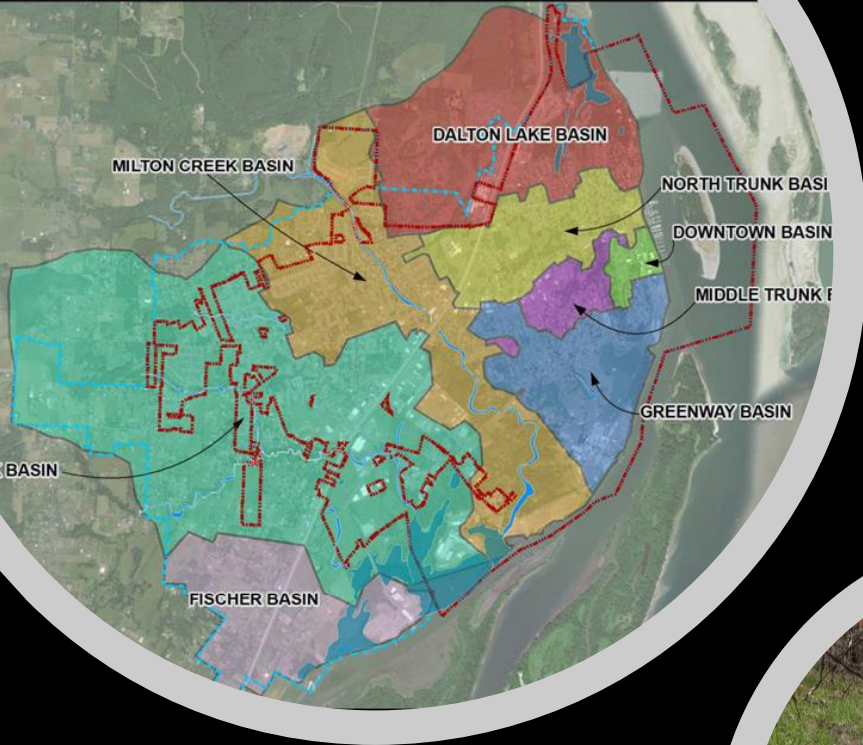 DALTON LAKE BASIN
MILTON CREEK BASIN
NORTH TRUNK BASI
DOWNTOWN BASIN
MIDDLE TRUNK
GREENWAY BASIN
BASIN
FISCHER BASIN